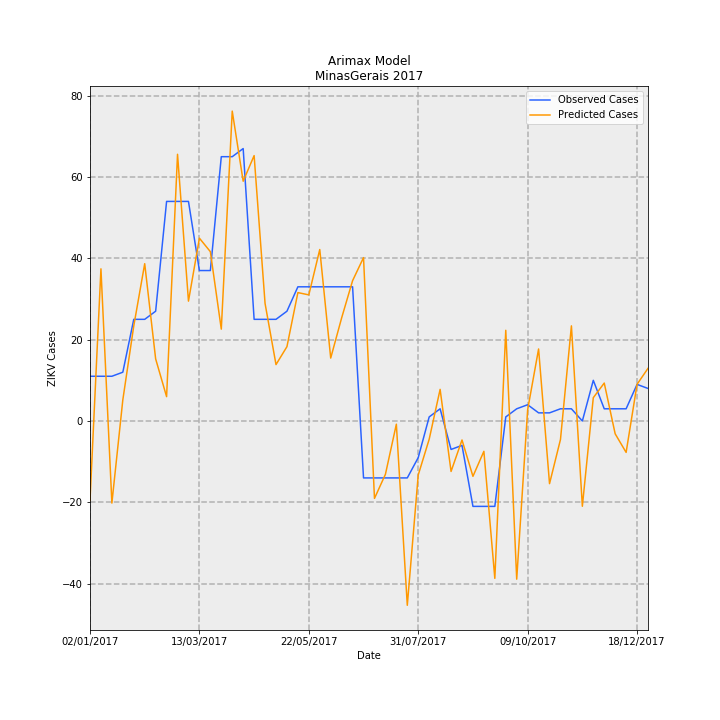 Arimax Model
MinasGerais 2017
Observed Cases
Predicted Cases
80
60
40
20
0
−20
−40
ZIKV Cases
02/01/2017
13/03/2017
22/05/2017
31/07/2017
09/10/2017
18/12/2017
Date